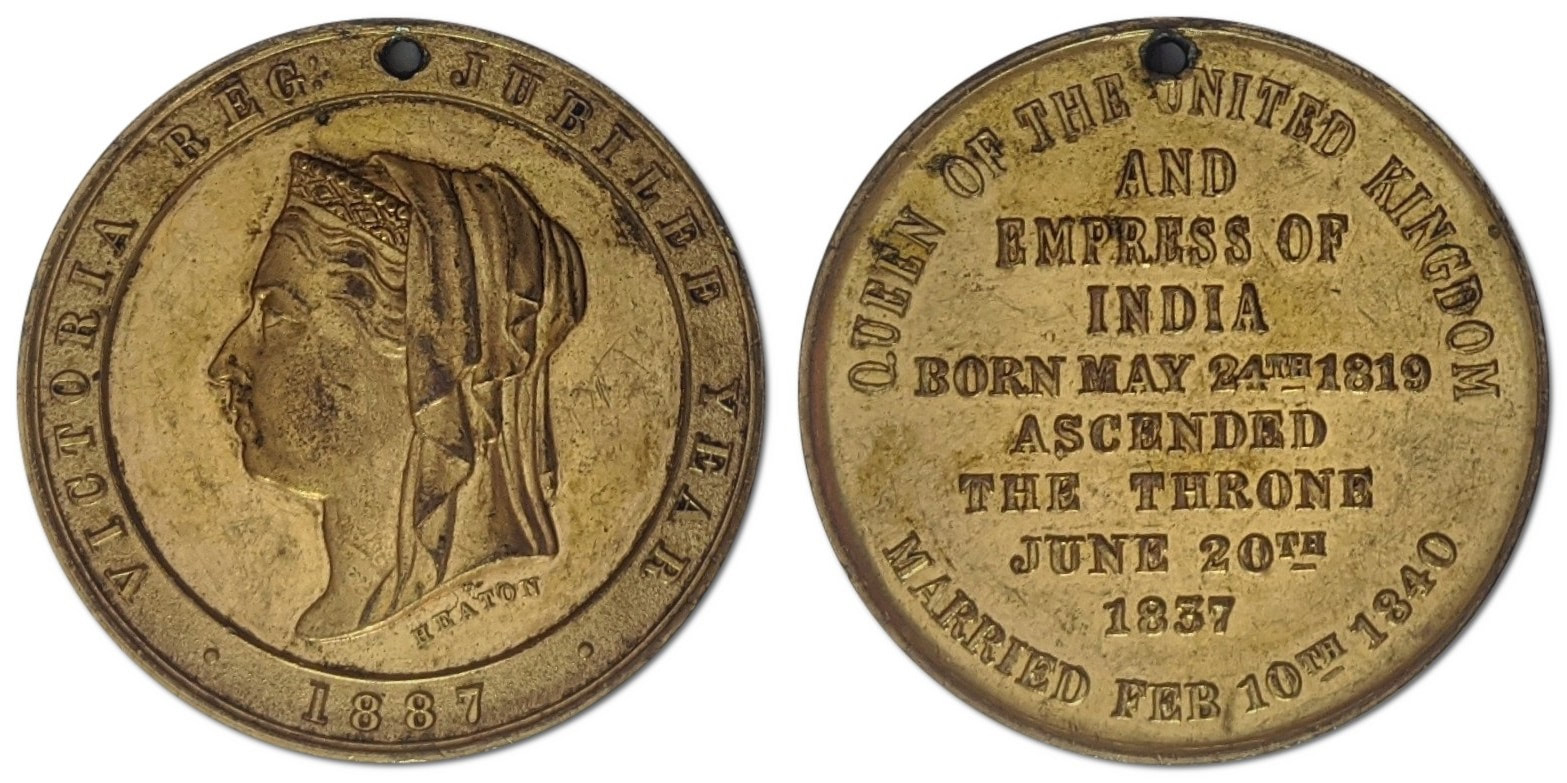 VICTORIA REG: JUBILEE YEAR
HEATON
· 1887 ·
QUEEN OF THE UNITED KINGDOM
AND
EMPRESS OF
INDIA
BORN MAY 24TH 1819
ASCENDED
THE THRONE
JUNE 20TH
1837
MARRIED FEB 10TH 1840